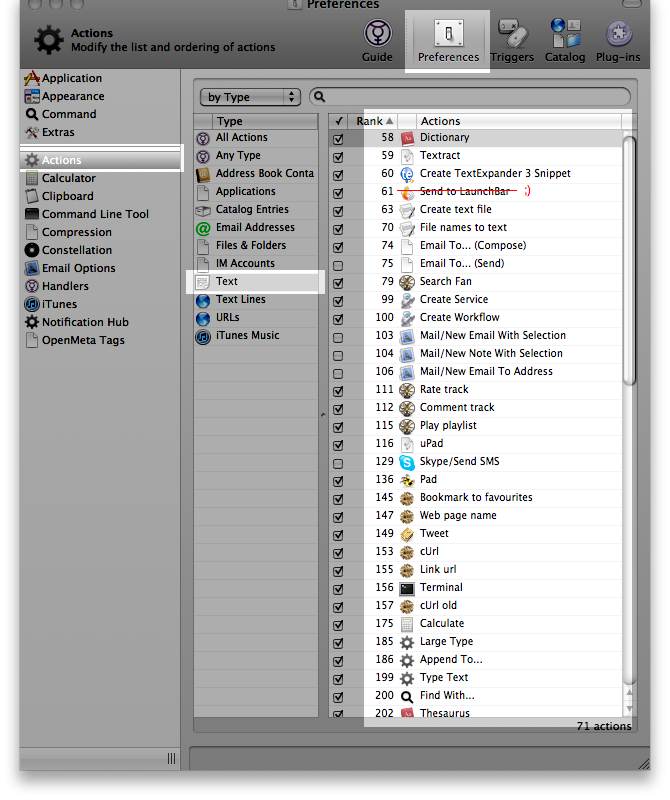 Preferences
Actions
Modify the list and ordering of actions
Guide
Preferences
Triggers
Catalog
Plug-ins
Application
Appearance
Command
Extras
Actions
Calculator
Clipboard
Command Line Tool
Compression
Constellation
Email Options
Handlers
iTunes
Notification Hub
OpenMeta Tags
by Type
Type
All Actions
Any Type
Address Book Conta
Applications
Catalog Entries
Email Addresses
Files & Folders
IM Accounts
Text
Text Lines
URLs
iTunes Music
✓ Rank Actions
58 Dictionary
59 Textract
60 Create TextExpander 3 Snippet
61 Send to LaunchBar ;)
63 Create text file
70 File names to text
74 Email To... (Compose)
75 Email To... (Send)
79 Search Fan
99 Create Service
100 Create Workflow
103 Mail/New Email With Selection
104 Mail/New Note With Selection
106 Mail/New Email To Address
111 Rate track
112 Comment track
115 Play playlist
116 uPad
129 Skype/Send SMS
136 Pad
145 Bookmark to favourites
147 Web page name
149 Tweet
153 cUrl
155 Link url
156 Terminal
157 cUrl old
175 Calculate
185 Large Type
186 Append To...
199 Type Text
200 Find With...
202 Thesaurus
71 actions